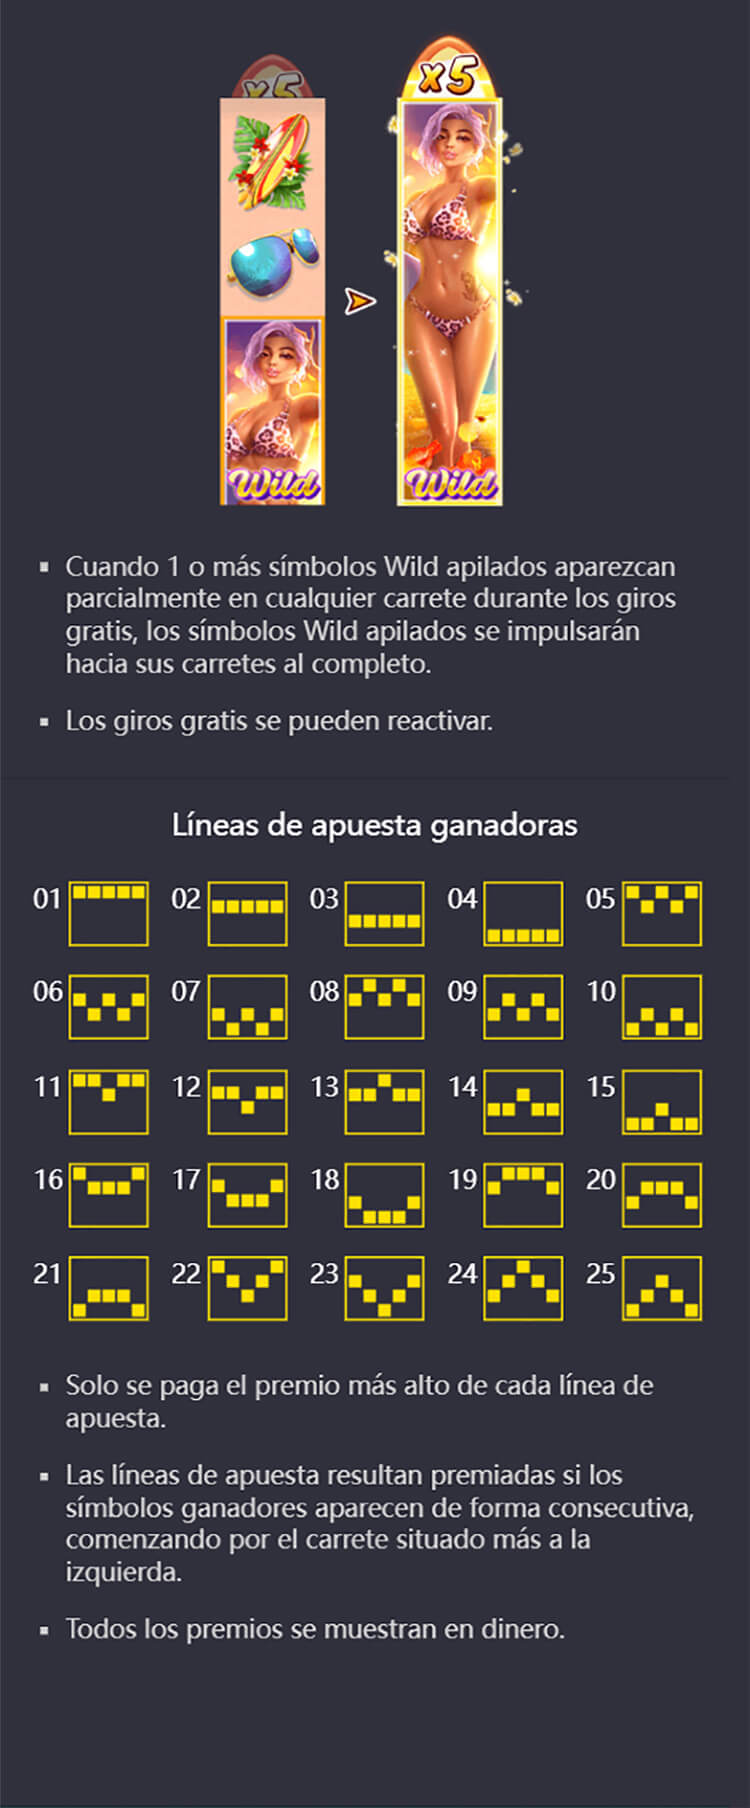 x5
x5
Wild
Wild
Cuando 1 o más símbolos Wild apilados aparezcan
parcialmente en cualquier carrete durante los giros
gratis, los símbolos Wild apilados se impulsarán
hacia sus carretes al completo.
Los giros gratis se pueden reactivar.
Líneas de apuesta ganadoras
01 02 03 04 05
06 07 08 09 10
11 12 13 14 15
16 17 18 19 20
21 22 23 24 25
Solo se paga el premio más alto de cada línea de
apuesta.
Las líneas de apuesta resultan premiadas si los
símbolos ganadores aparecen de forma consecutiva,
comenzando por el carrete situado más a la
izquierda.
Todos los premios se muestran en dinero.